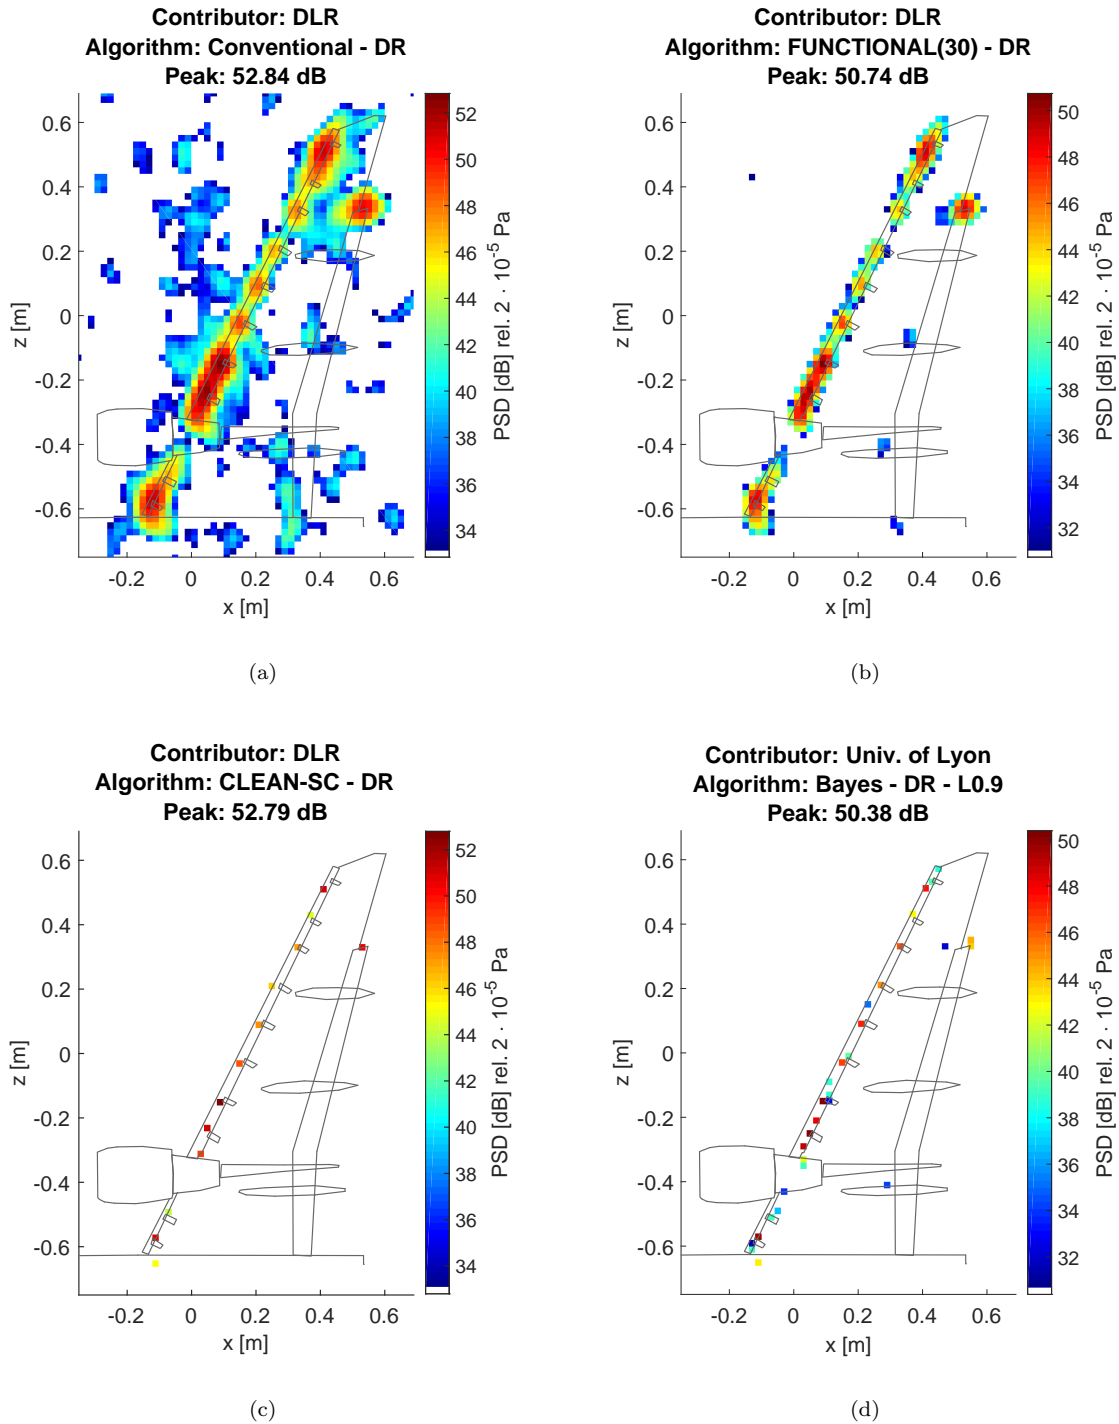 Contributor: DLR
Algorithm: Conventional - DR
Peak: 52.84 dB
0.6
0.4
0.2
0
-0.2
-0.4
-0.6
z [m]
-0.2 0 0.2 0.4 0.6
x [m]
52
50
48
46
44
42
40
38
36
34
PSD [dB] rel. 2 · 10-5 Pa
(a)
Contributor: DLR
Algorithm: FUNCTIONAL(30) - DR
Peak: 50.74 dB
0.6
0.4
0.2
0
-0.2
-0.4
-0.6
z [m]
-0.2 0 0.2 0.4 0.6
x [m]
50
48
46
44
42
40
38
36
34
32
PSD [dB] rel. 2 · 10-5 Pa
(b)
Contributor: DLR
Algorithm: CLEAN-SC - DR
Peak: 52.79 dB
0.6
0.4
0.2
0
-0.2
-0.4
-0.6
z [m]
-0.2 0 0.2 0.4 0.6
x [m]
52
50
48
46
44
42
40
38
36
34
PSD [dB] rel. 2 · 10-5 Pa
(c)
Contributor: Univ. of Lyon
Algorithm: Bayes - DR - L0.9
Peak: 50.38 dB
0.6
0.4
0.2
0
-0.2
-0.4
-0.6
z [m]
-0.2 0 0.2 0.4 0.6
x [m]
50
48
46
44
42
40
38
36
34
32
PSD [dB] rel. 2 · 10-5 Pa
(d)